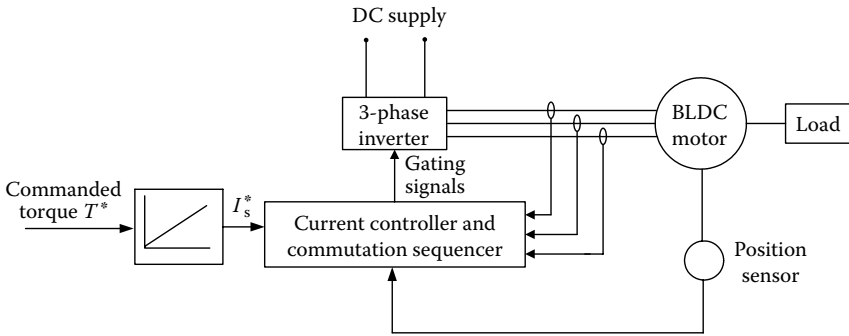 DC supply
3-phase
inverter
BLDC
motor
Load
Gating
signals
Commanded
torque T*
I*s
Current controller and
commutation sequencer
Position
sensor